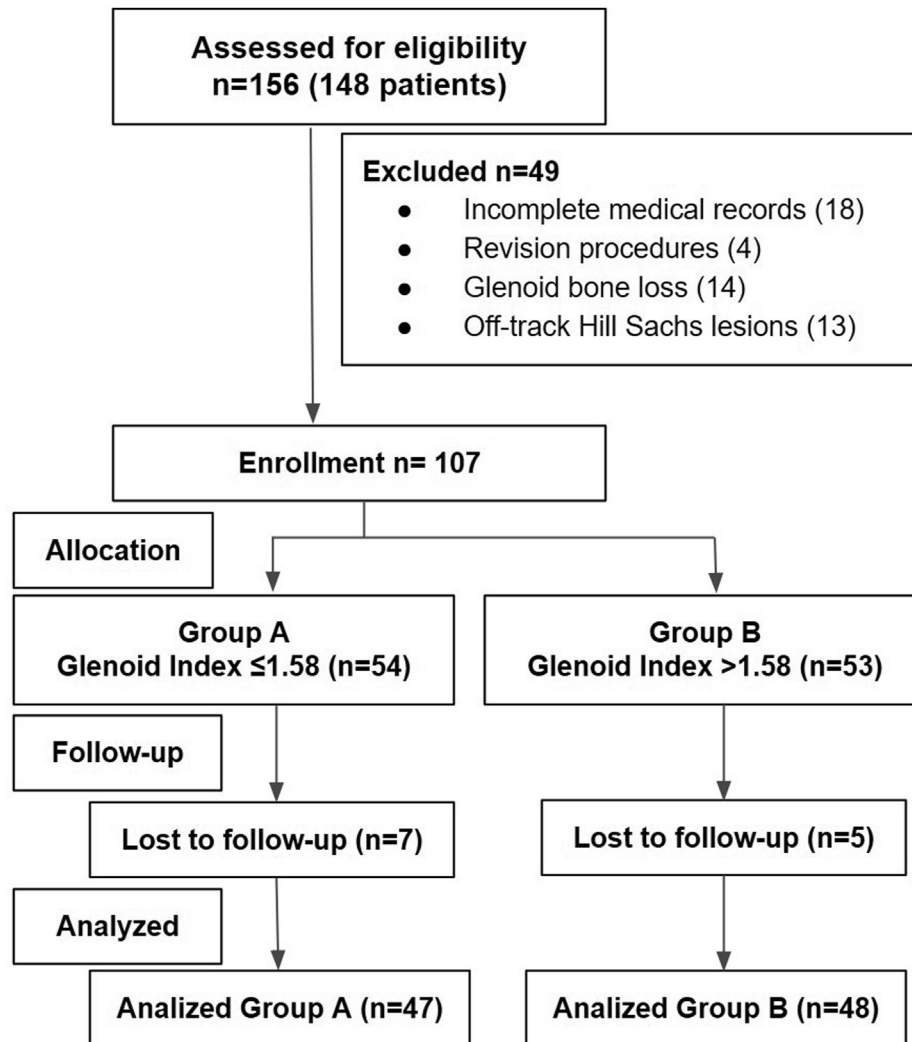 Assessed for eligibility
n=156 (148 patients)
Excluded n=49
● Incomplete medical records (18)
● Revision procedures (4)
● Glenoid bone loss (14)
● Off-track Hill Sachs lesions (13)
Enrollment n= 107
Allocation
Group A
Glenoid Index ≤1.58 (n=54)
Group B
Glenoid Index >1.58 (n=53)
Follow-up
Lost to follow-up (n=7)
Lost to follow-up (n=5)
Analyzed
Analized Group A (n=47)
Analized Group B (n=48)